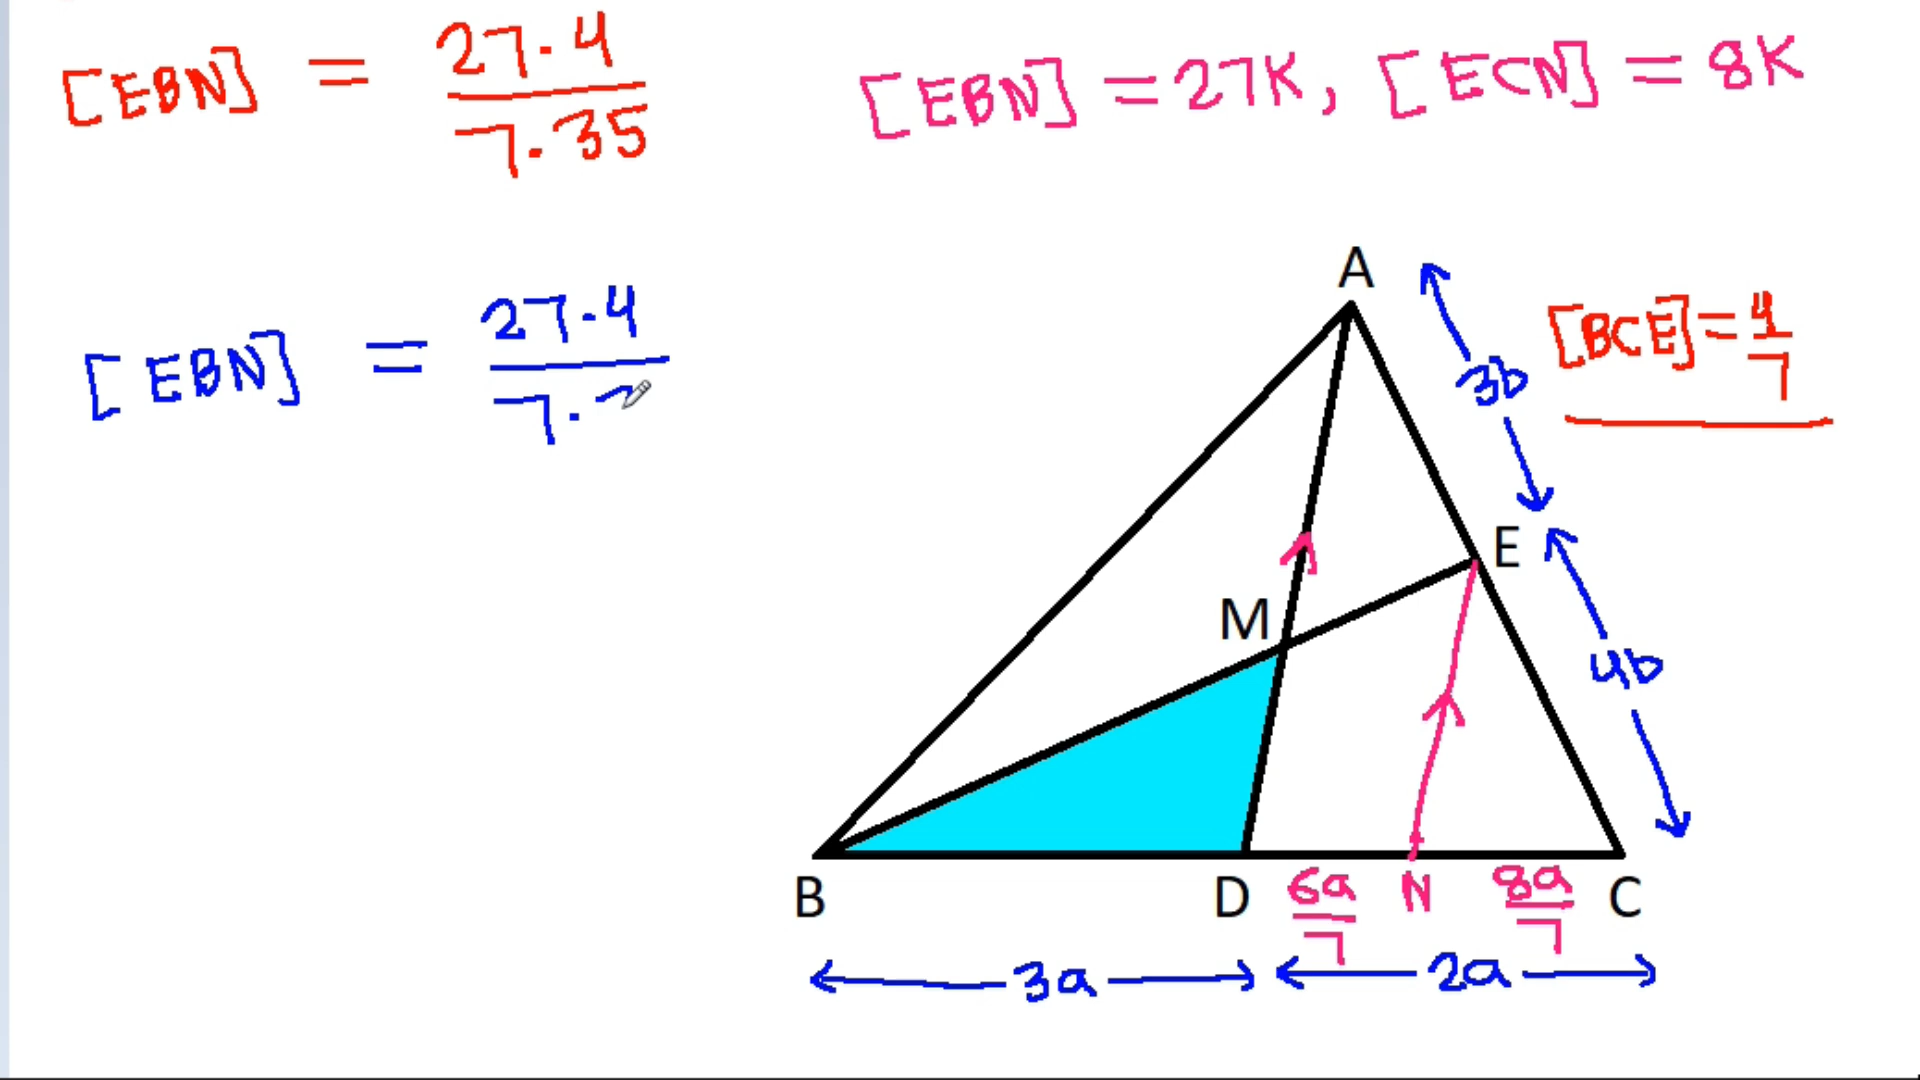 [EBN] = 27·4 / 7·35
[EBN] = 27K, [ECN] = 8K
[EBN] = 27·4 / 7·
A
[BCE] = 4/7
3b
E
M
4b
B
D
6a/7
N
8a/7
C
3a
2a